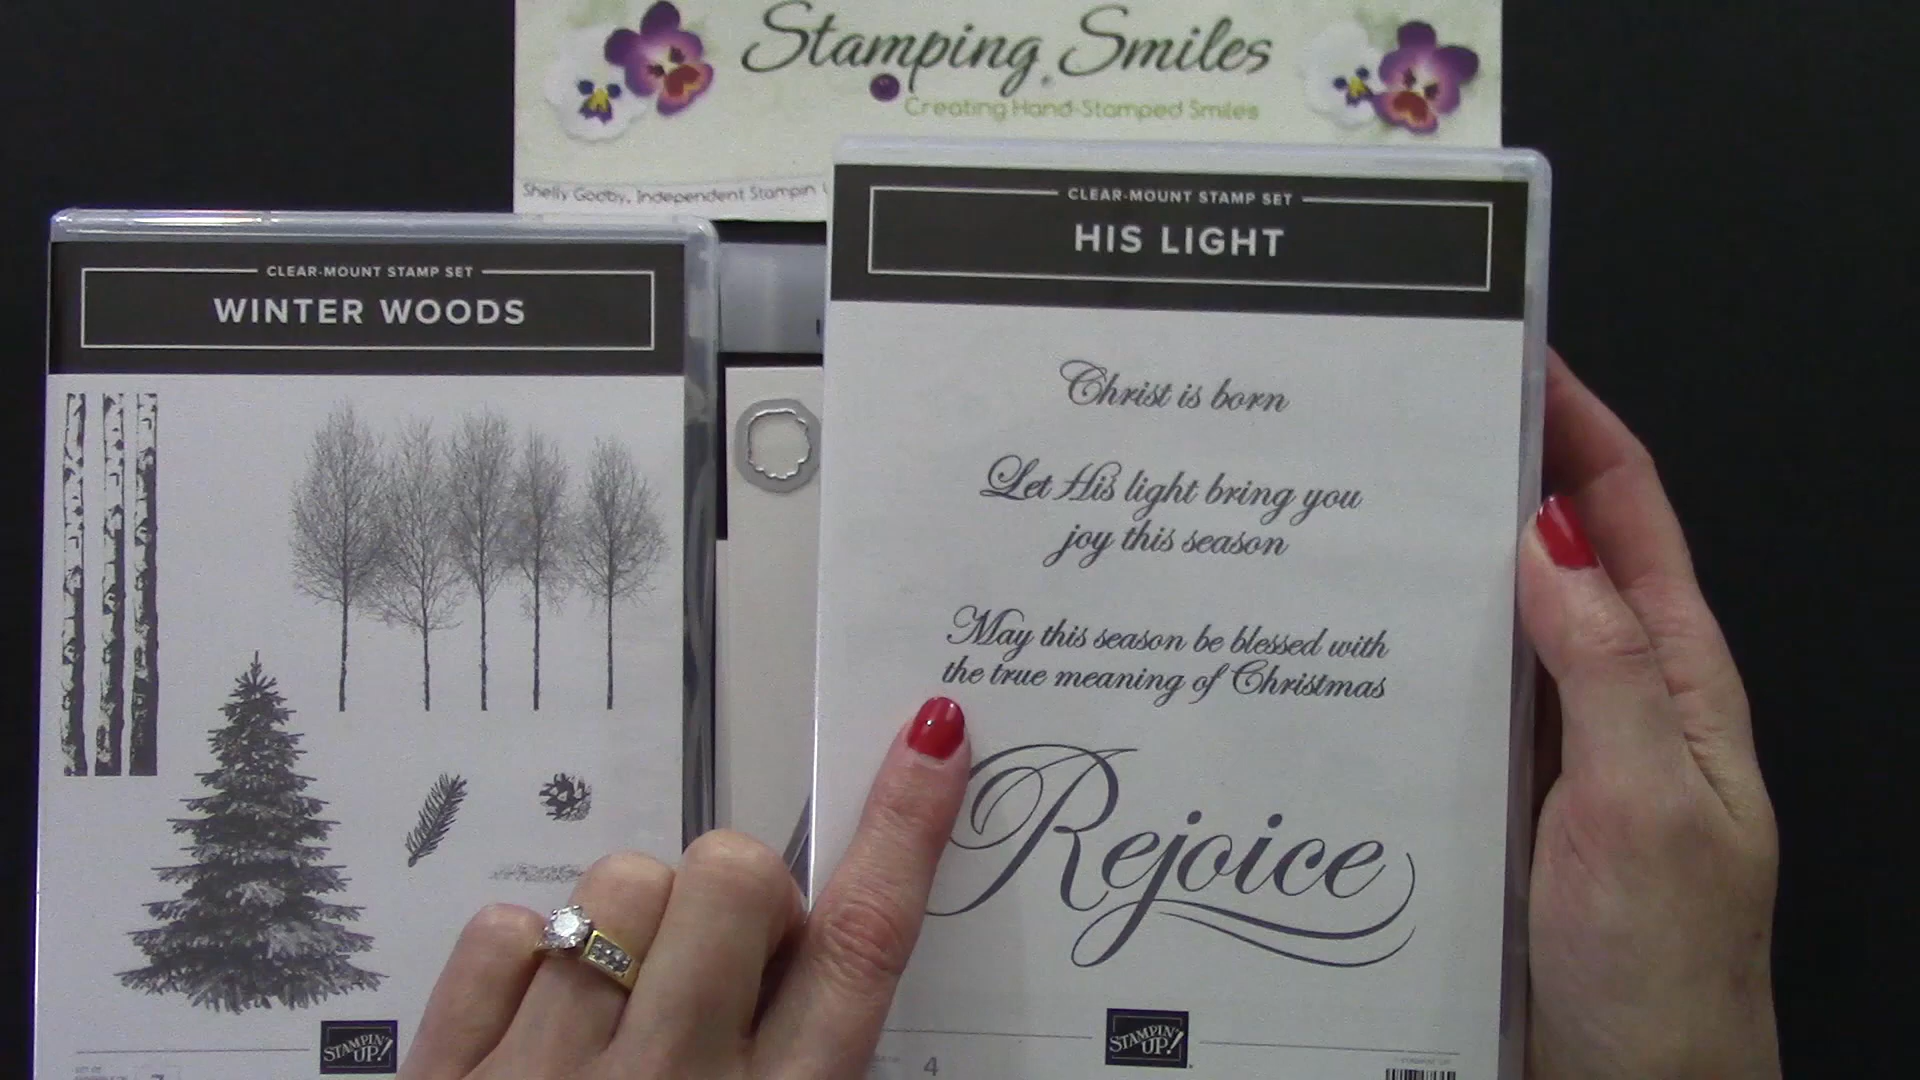 Stamping Smiles
Creating Hand-Stamped Smiles
Shelly Godby, Independent Stampin
CLEAR-MOUNT STAMP SET
WINTER WOODS
STAMPIN' UP!
CLEAR-MOUNT STAMP SET
HIS LIGHT
Christ is born
Let His light bring you
joy this season
May this season be blessed with
the true meaning of Christmas
Rejoice
STAMPIN' UP!
4